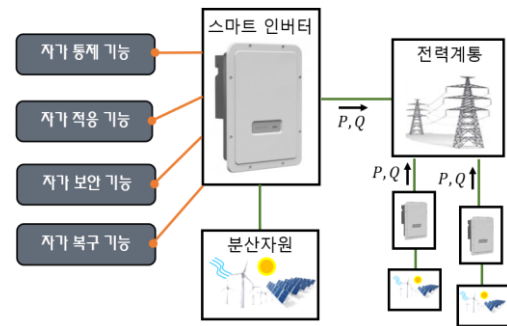 스마트 인버터
자가 통제 기능
자가 적응 기능
자가 보안 기능
자가 복구 기능
분산자원
P, Q
전력계통
P, Q
P, Q